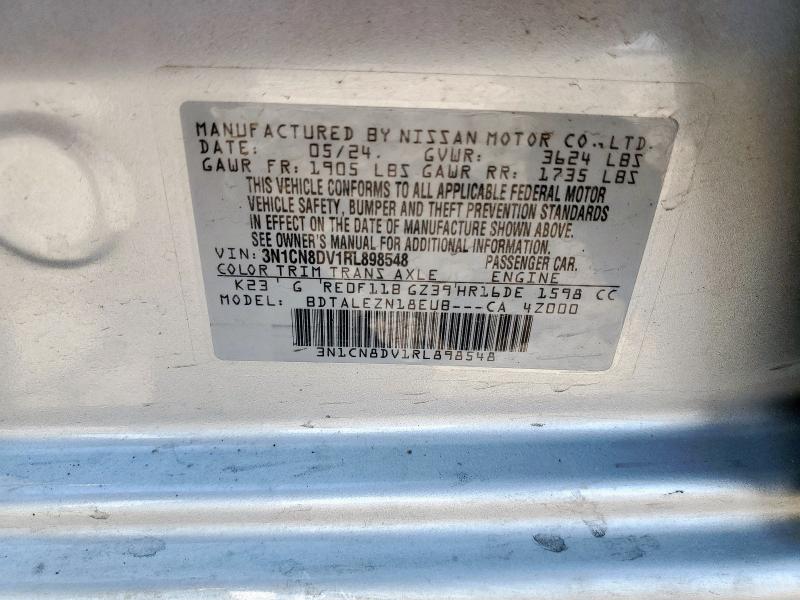 MANUFACTURED BY NISSAN MOTOR CO., LTD.
DATE: 05/24. GVWR: 3624 LBS
GAWR FR: 1905 LBS GAWR RR: 1735 LBS
THIS VEHICLE CONFORMS TO ALL APPLICABLE FEDERAL MOTOR
VEHICLE SAFETY, BUMPER AND THEFT PREVENTION STANDARDS
IN EFFECT ON THE DATE OF MANUFACTURE SHOWN ABOVE.
SEE OWNER'S MANUAL FOR ADDITIONAL INFORMATION.
VIN: 3N1CN8DV1RL898548 PASSENGER CAR.
COLOR TRIM TRANS AXLE ENGINE
K23 G RE0F11B GZ39 HR16DE 1598 CC
MODEL: BDTALEZN18EUB---CA 4Z000
3N1CN8DV1RL898548